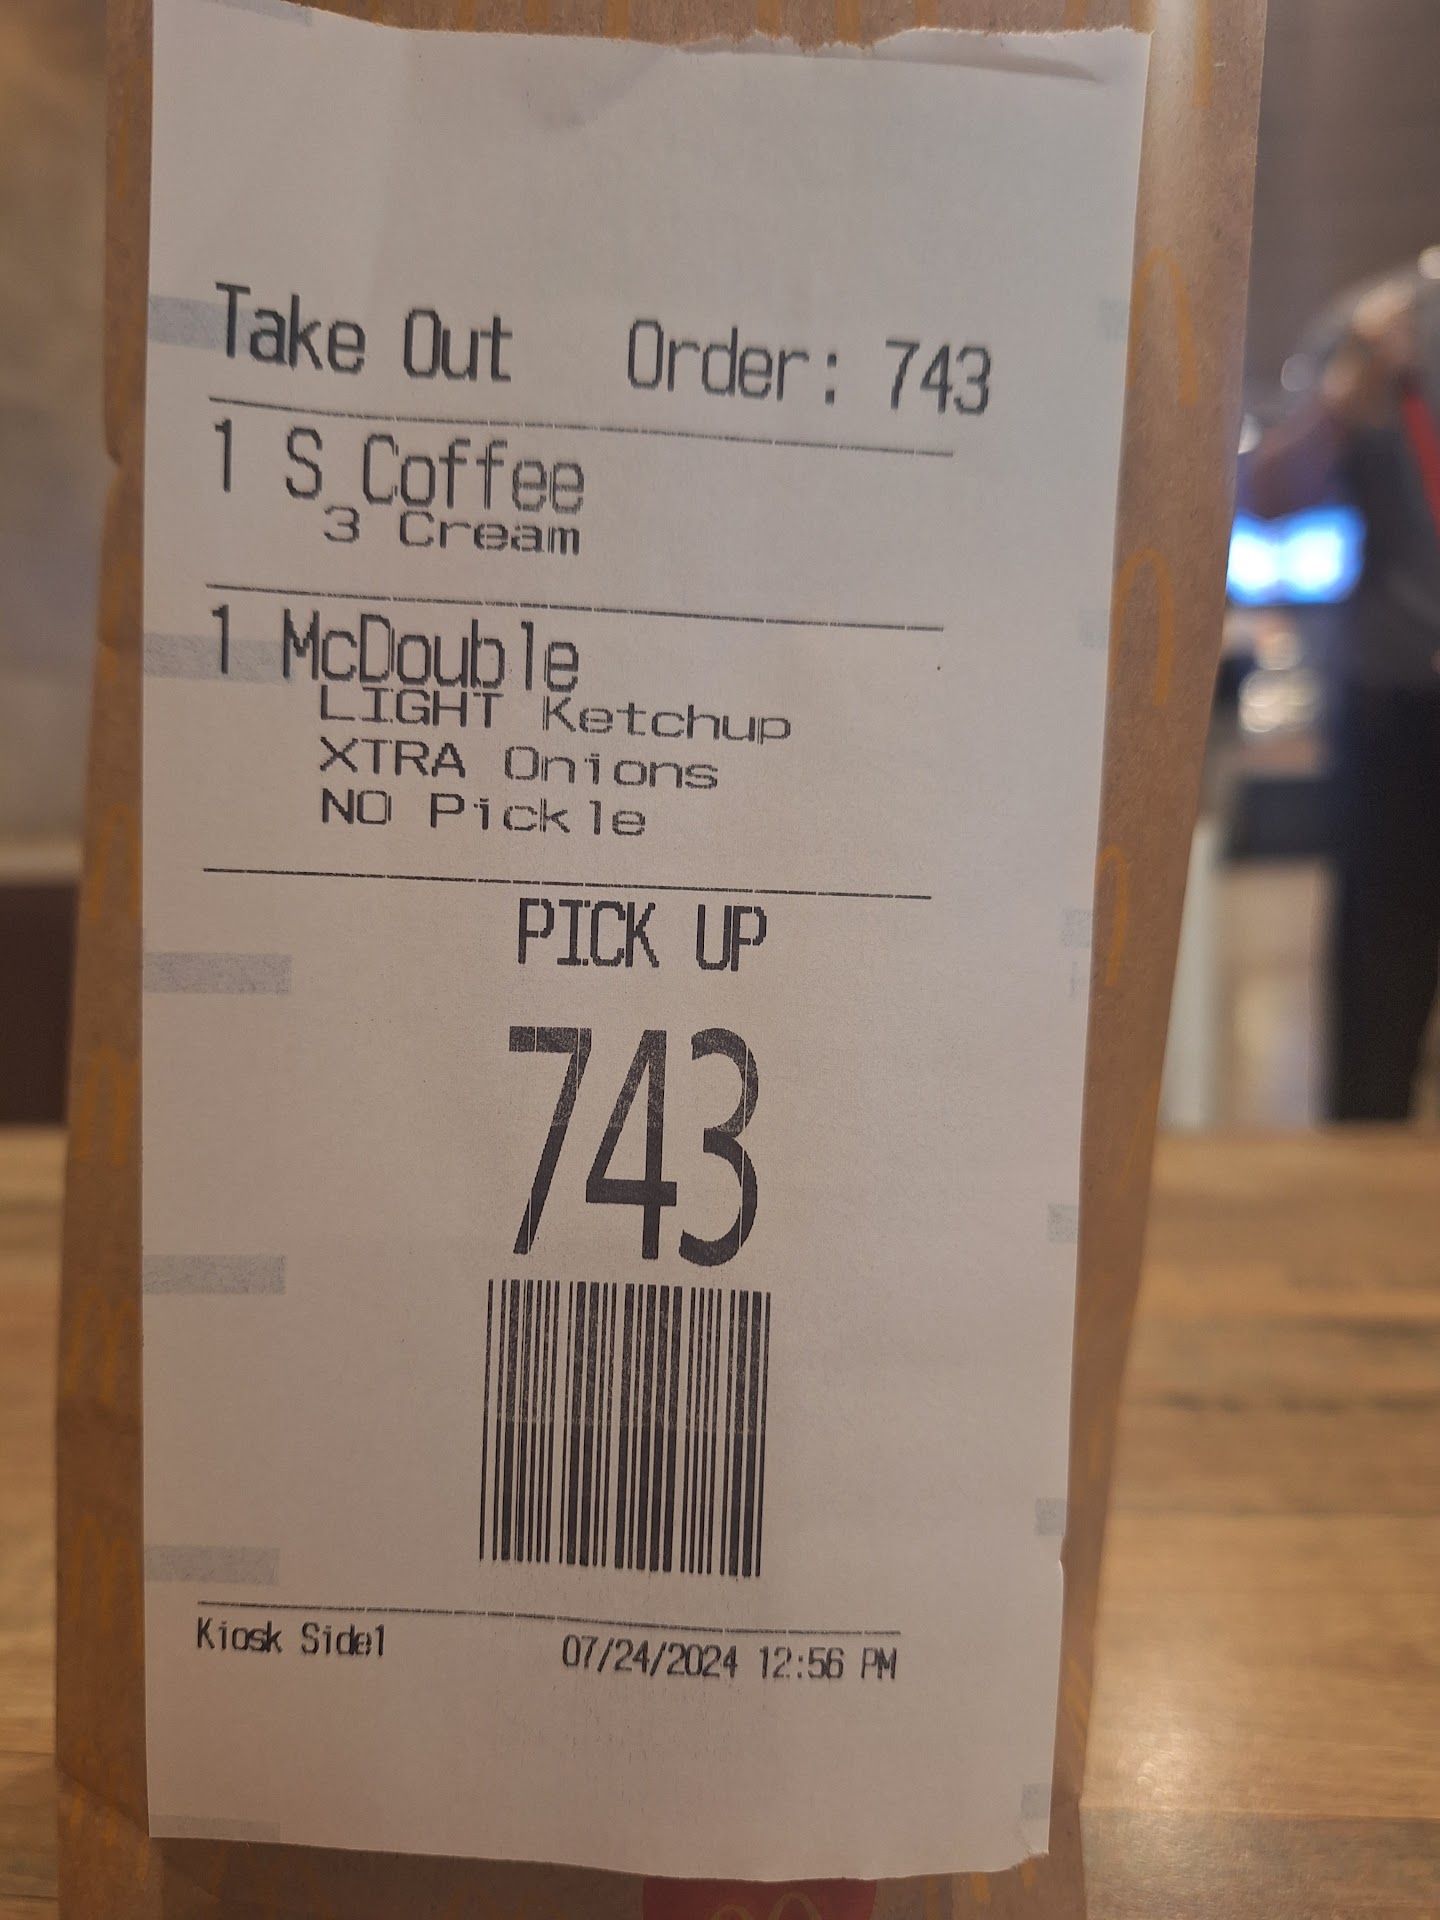 Take Out Order: 743
1 S Coffee
3 Cream
1 McDouble
LIGHT Ketchup
XTRA Onions
NO Pickle
PICK UP
743
Kiosk Side1 07/24/2024 12:56 PM